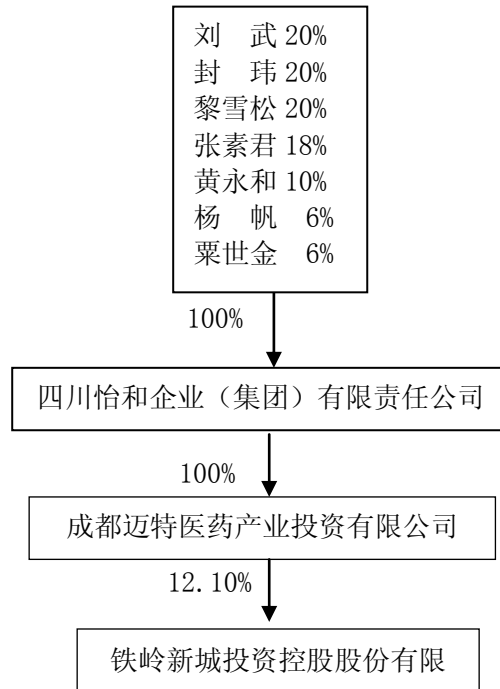 刘　武 20%
封　玮 20%
黎雪松 20%
张素君 18%
黄永和 10%
杨　帆　6%
粟世金　6%
100%
四川怡和企业（集团）有限责任公司
100%
成都迈特医药产业投资有限公司
12.10%
铁岭新城投资控股股份有限